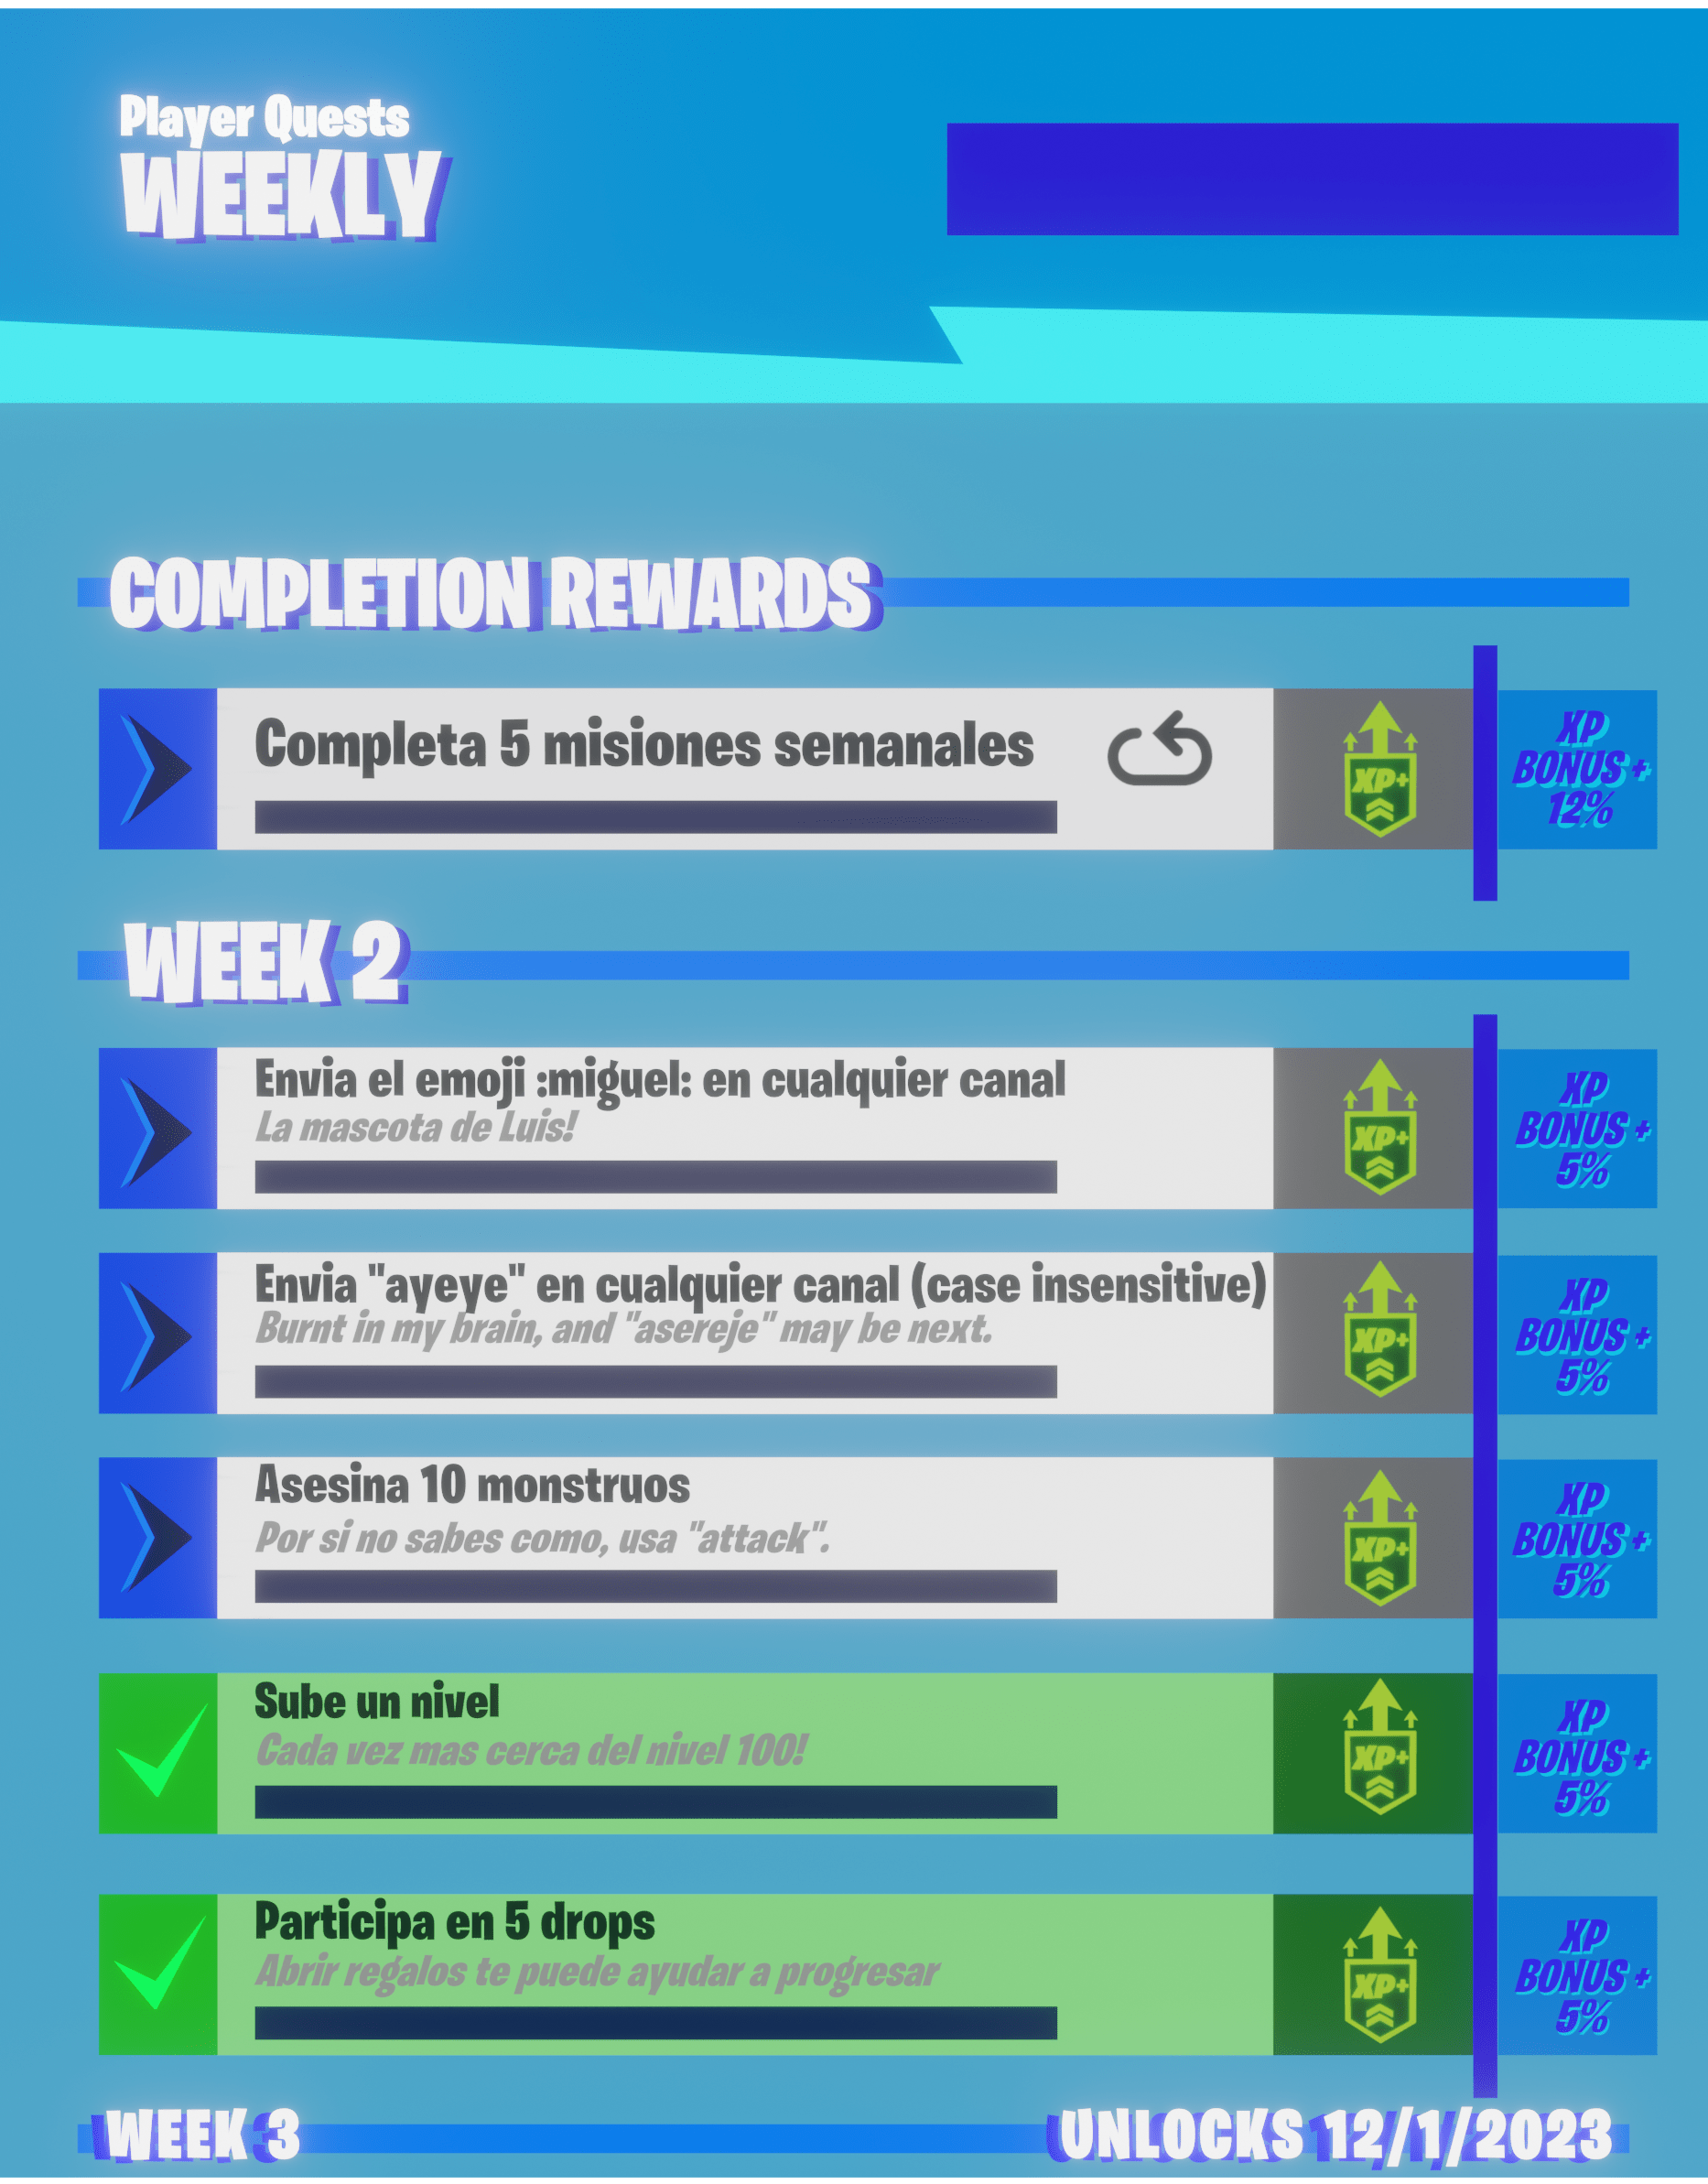 Player Quests
WEEKLY
COMPLETION REWARDS
Completa 5 misiones semanales
XP+
XP
BONUS +
12%
WEEK 2
Envia el emoji :miguel: en cualquier canal
La mascota de Luis!
XP+
XP
BONUS +
5%
Envia "ayeye" en cualquier canal (case insensitive)
Burnt in my brain, and "asereje" may be next.
XP+
XP
BONUS +
5%
Asesina 10 monstruos
Por si no sabes como, usa "attack".
XP+
XP
BONUS +
5%
Sube un nivel
Cada vez mas cerca del nivel 100!
XP+
XP
BONUS +
5%
Participa en 5 drops
Abrir regalos te puede ayudar a progresar
XP+
XP
BONUS +
5%
WEEK 3
UNLOCKS 12/1/2023